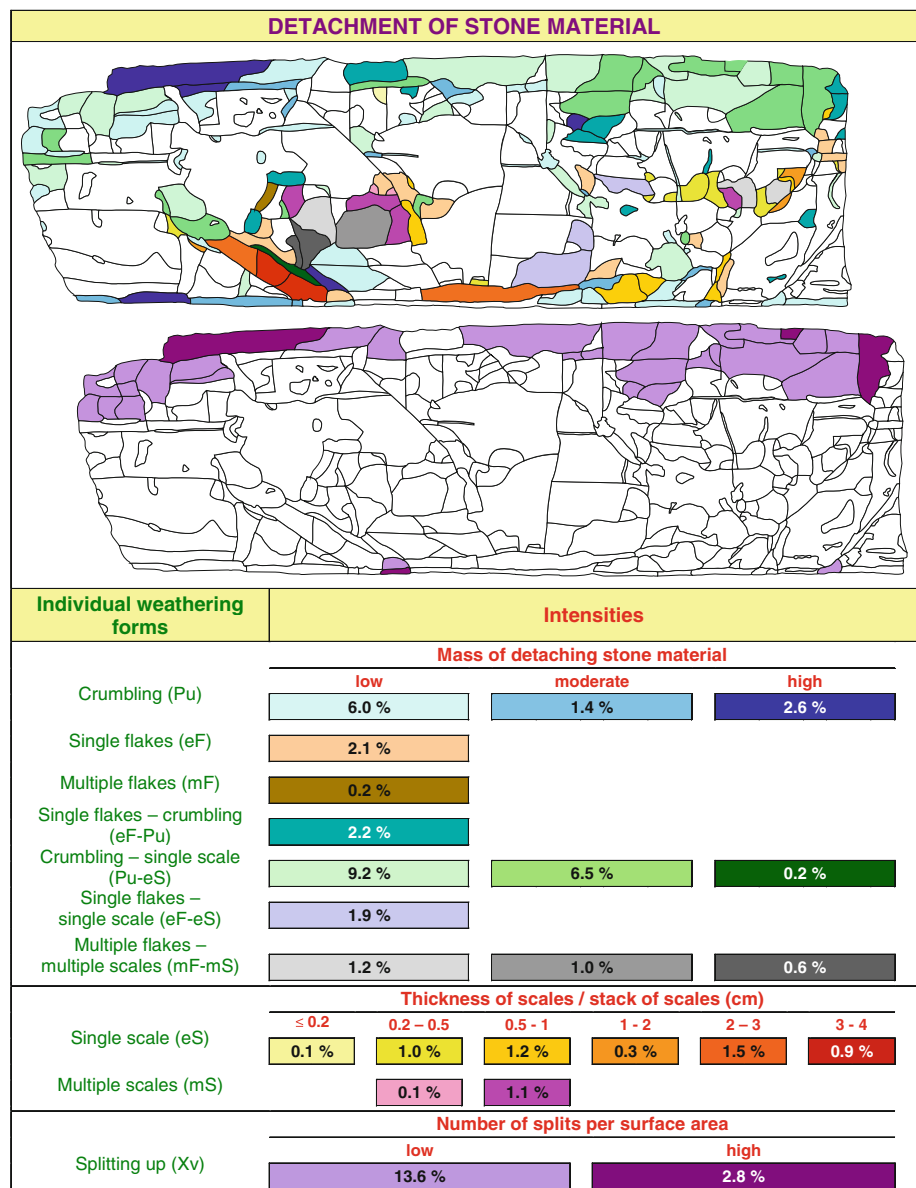 DETACHMENT OF STONE MATERIAL
Individual weathering
forms
Intensities
Mass of detaching stone material
low moderate high
Crumbling (Pu)
6.0 % 1.4 % 2.6 %
Single flakes (eF)
2.1 %
Multiple flakes (mF)
0.2 %
Single flakes – crumbling
(eF-Pu)
2.2 %
Crumbling – single scale
(Pu-eS)
9.2 % 6.5 % 0.2 %
Single flakes –
single scale (eF-eS)
1.9 %
Multiple flakes –
multiple scales (mF-mS)
1.2 % 1.0 % 0.6 %
Thickness of scales / stack of scales (cm)
≤ 0.2 0.2 – 0.5 0.5 - 1 1 - 2 2 – 3 3 - 4
Single scale (eS)
0.1 % 1.0 % 1.2 % 0.3 % 1.5 % 0.9 %
Multiple scales (mS)
0.1 % 1.1 %
Number of splits per surface area
low high
Splitting up (Xv)
13.6 % 2.8 %